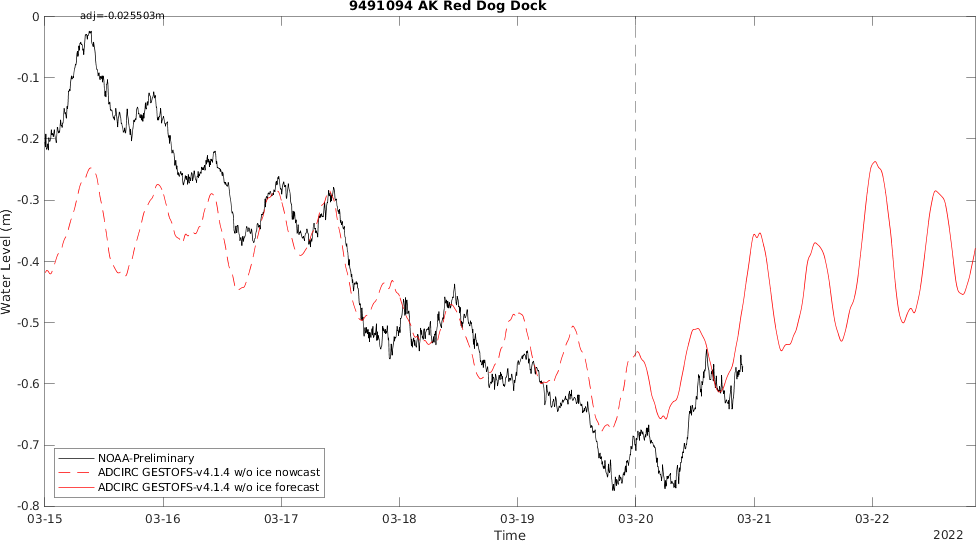 9491094 AK Red Dog Dock
adj=-0.025503m
0
-0.1
-0.2
-0.3
-0.4
-0.5
-0.6
-0.7
-0.8
Water Level (m)
NOAA-Preliminary
ADCIRC GESTOFS-v4.1.4 w/o ice nowcast
ADCIRC GESTOFS-v4.1.4 w/o ice forecast
03-15 03-16 03-17 03-18 03-19 03-20 03-21 03-22
Time
2022